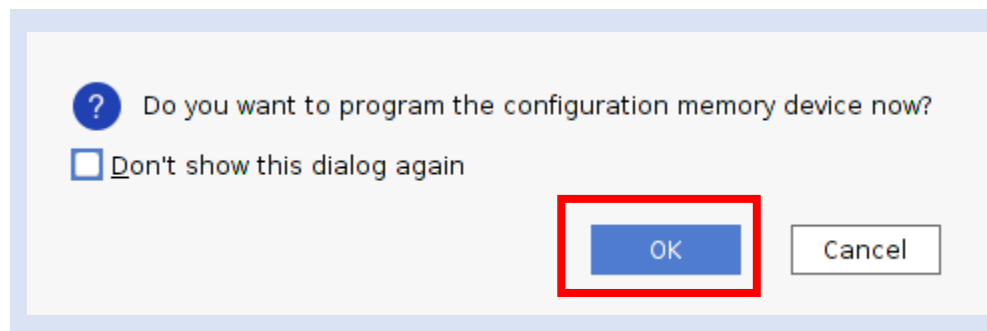 ? Do you want to program the configuration memory device now?
Don't show this dialog again
OK Cancel